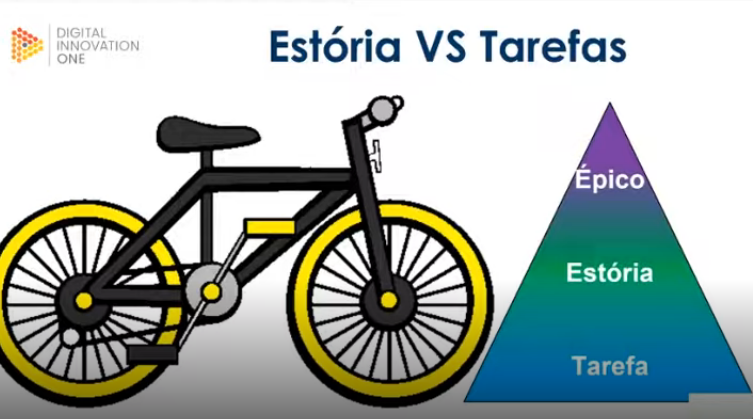 DIGITAL
INNOVATION
ONE
Estória VS Tarefas
Épico
Estória
Tarefa